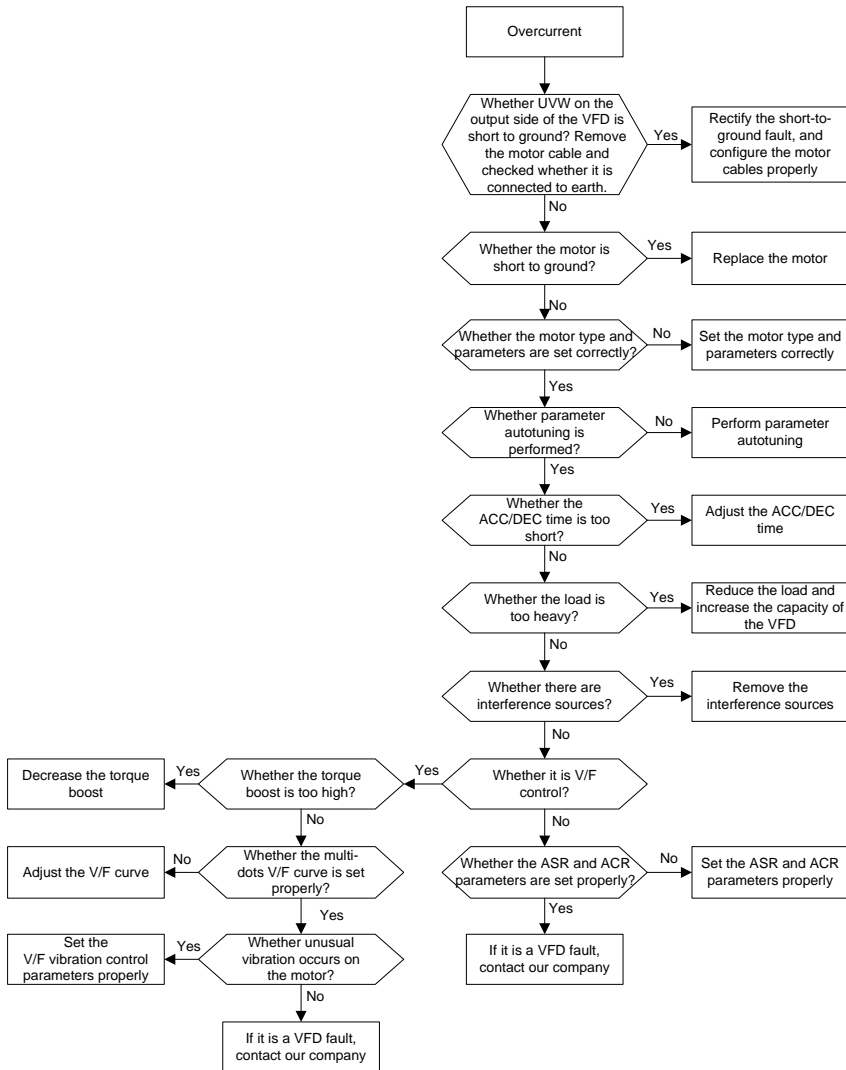 Overcurrent
Whether UVW on the
output side of the VFD is
short to ground? Remove
the motor cable and
checked whether it is
connected to earth.
Yes
Rectify the short-to-
ground fault, and
configure the motor
cables properly
No
Whether the motor is
short to ground?
Yes
Replace the motor
No
Whether the motor type and
parameters are set correctly?
No
Set the motor type and
parameters correctly
Yes
Whether parameter
autotuning is
performed?
No
Perform parameter
autotuning
Yes
Whether the
ACC/DEC time is too
short?
Yes
Adjust the ACC/DEC
time
No
Whether the load is
too heavy?
Yes
Reduce the load and
increase the capacity of
the VFD
No
Whether there are
interference sources?
Yes
Remove the
interference sources
No
Whether it is V/F
control?
Yes
Whether the torque
boost is too high?
Yes
Decrease the torque
boost
No
Whether the multi-
dots V/F curve is set
properly?
No
Adjust the V/F curve
Yes
Whether unusual
vibration occurs on
the motor?
Yes
Set the
V/F vibration control
parameters properly
No
If it is a VFD fault,
contact our company
No
Whether the ASR and ACR
parameters are set properly?
No
Set the ASR and ACR
parameters properly
Yes
If it is a VFD fault,
contact our company